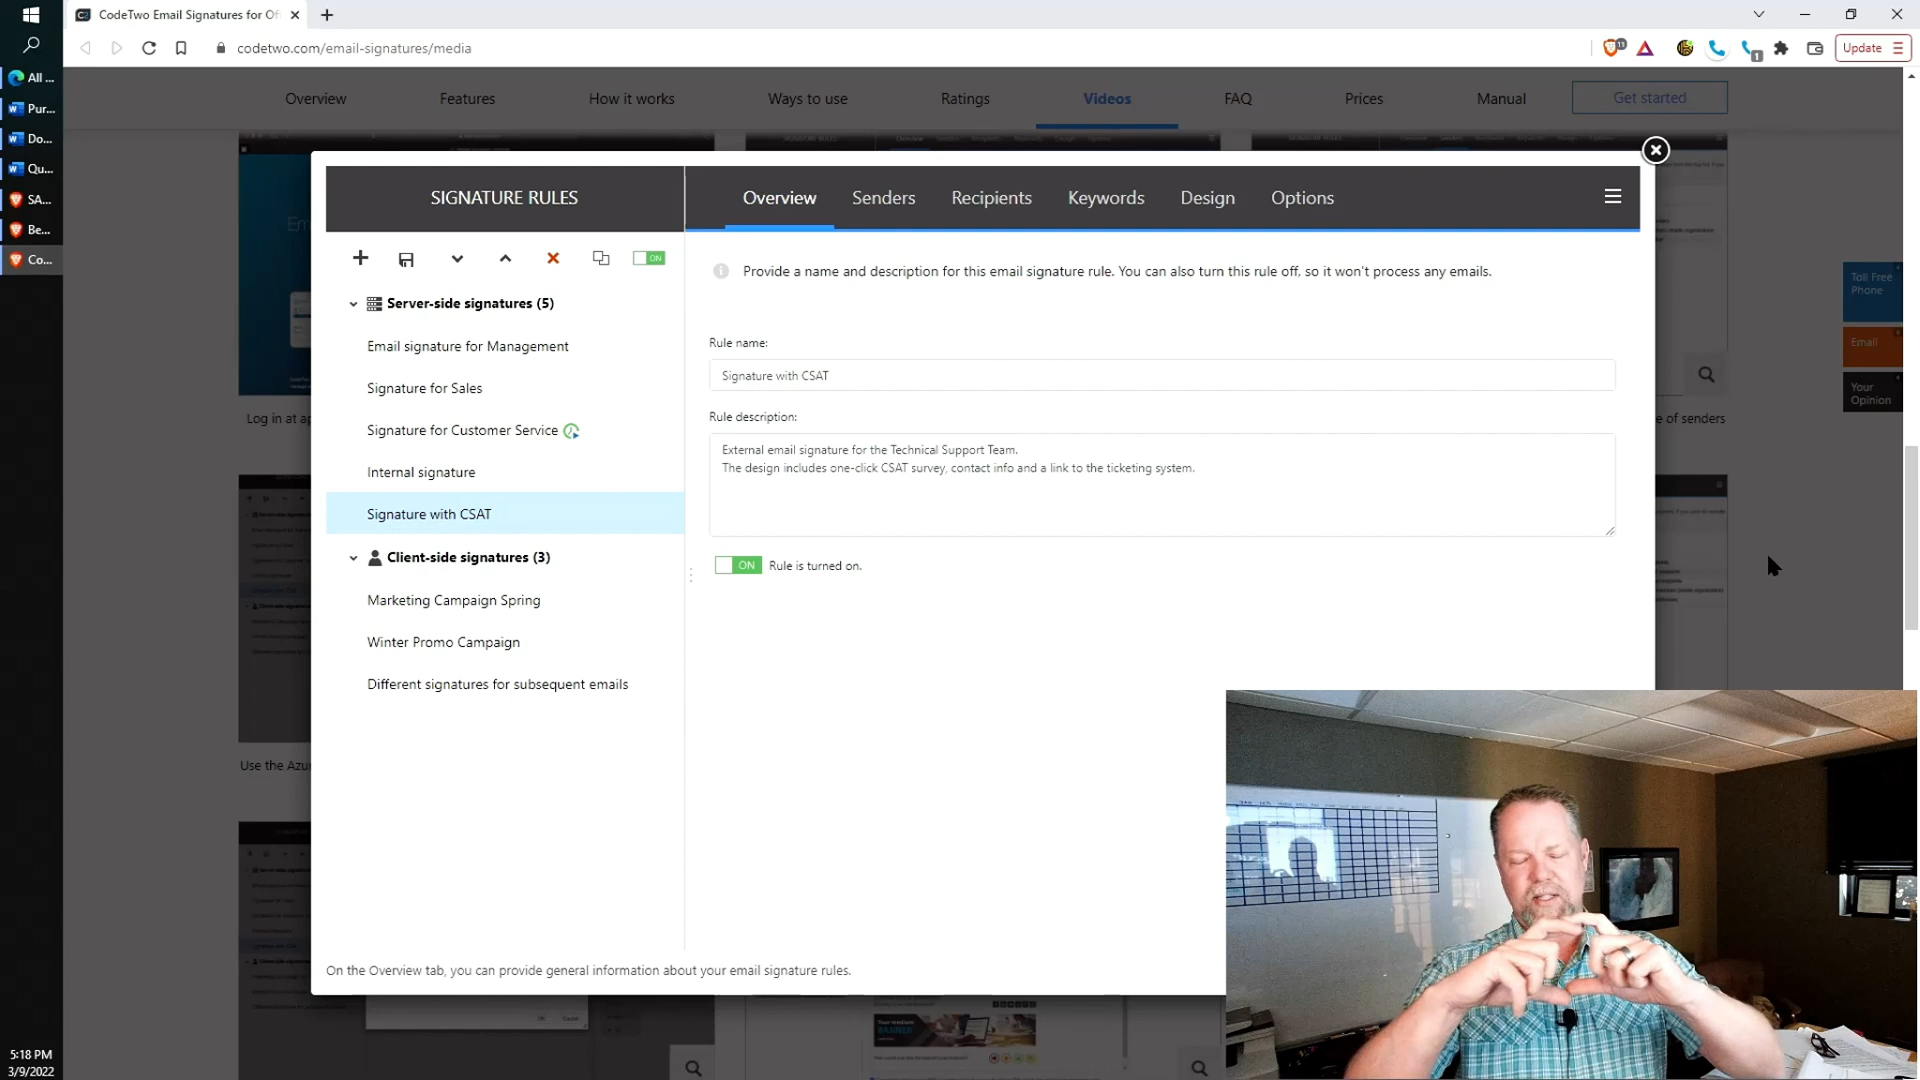 CodeTwo Email Signatures for Of
codetwo.com/email-signatures/media
11
1
Update
All ...
Pur...
Do...
Qu...
SA...
Be...
Co...
Overview
Features
How it works
Ways to use
Ratings
Videos
FAQ
Prices
Manual
Get started
SIGNATURE RULES
Overview
Senders
Recipients
Keywords
Design
Options
ON
Provide a name and description for this email signature rule. You can also turn this rule off, so it won't process any emails.
Server-side signatures (5)
Email signature for Management
Signature for Sales
Signature for Customer Service
Internal signature
Signature with CSAT
Client-side signatures (3)
Marketing Campaign Spring
Winter Promo Campaign
Different signatures for subsequent emails
Rule name:
Signature with CSAT
Rule description:
External email signature for the Technical Support Team.
The design includes one-click CSAT survey, contact info and a link to the ticketing system.
ON
Rule is turned on.
On the Overview tab, you can provide general information about your email signature rules.
Toll Free
Phone
Email
Your
Opinion
Log in at ap
e of senders
Use the Azu
BANNER
5:18 PM
3/9/2022